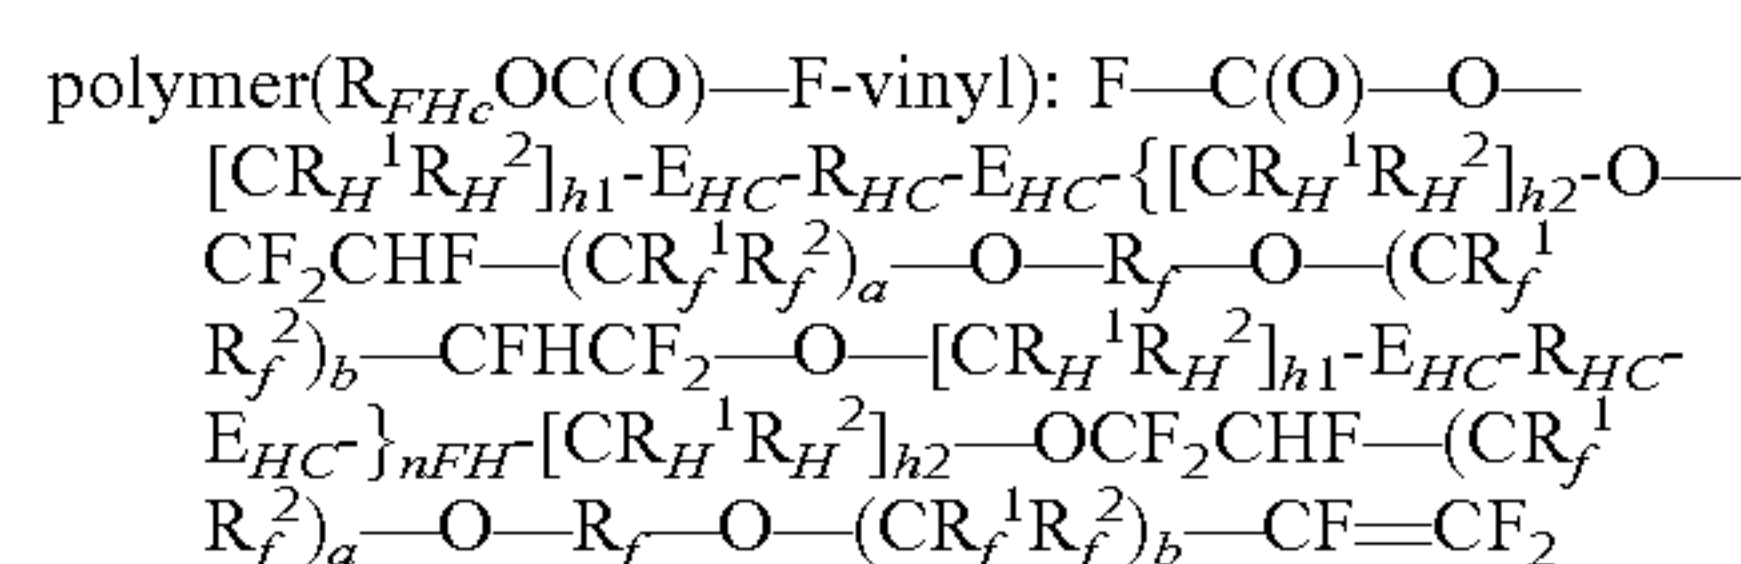 polymer(R_{FHc}OC(O)—F-vinyl): F—C(O)—O—
[CR_H^1R_H^2]_{h1}-E_{HC}-R_{HC}-E_{HC}-{[CR_H^1R_H^2]_{h2}-O—
CF_2CHF—(CR_f^1R_f^2)_a—O—R_f—O—(CR_f^1
R_f^2)_b—CFHCF_2—O—[CR_H^1R_H^2]_{h1}-E_{HC}-R_{HC}-
E_{HC}-}_{nFH}-[CR_H^1R_H^2]_{h2}—OCF_2CHF—(CR_f^1
R_f^2)_a—O—R_f—O—(CR_f^1R_f^2)_b—CF=CF_2